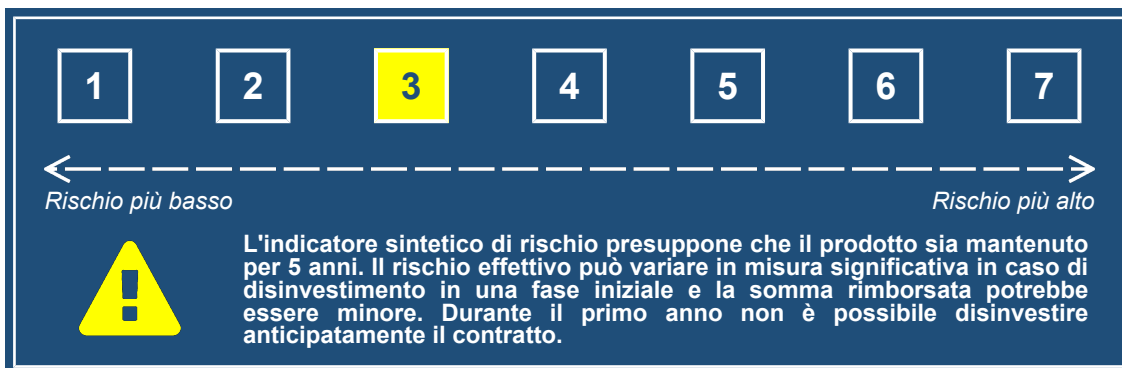 1 2 3 4 5 6 7
Rischio più basso Rischio più alto
L'indicatore sintetico di rischio presuppone che il prodotto sia mantenuto
per 5 anni. Il rischio effettivo può variare in misura significativa in caso di
disinvestimento in una fase iniziale e la somma rimborsata potrebbe
essere minore. Durante il primo anno non è possibile disinvestire
anticipatamente il contratto.